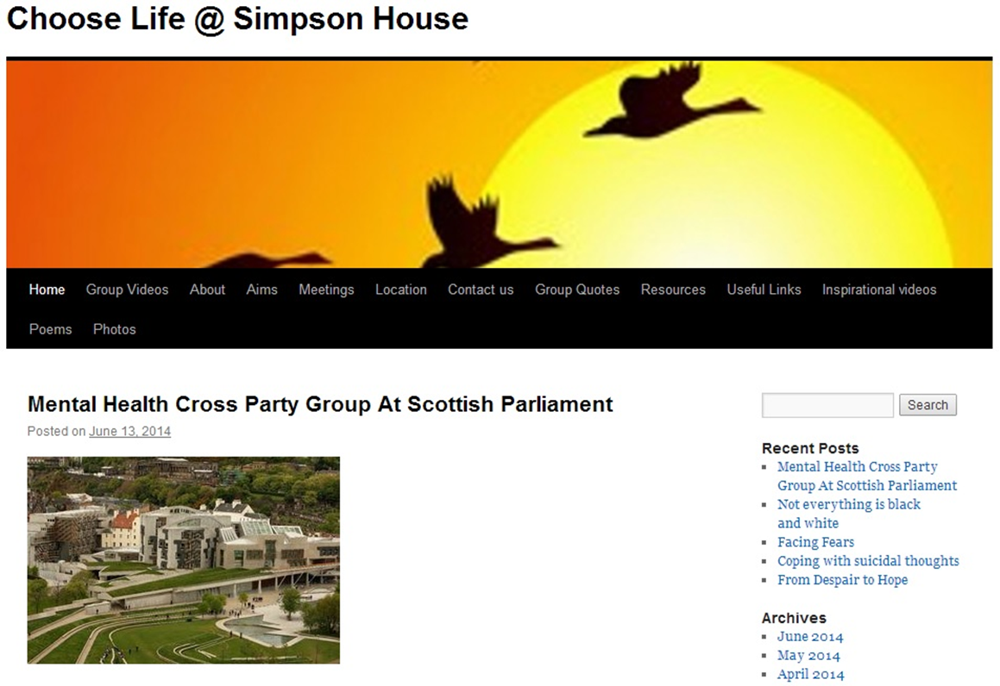 Choose Life @ Simpson House
Home Group Videos About Aims Meetings Location Contact us Group Quotes Resources Useful Links Inspirational videos
Poems Photos
Mental Health Cross Party Group At Scottish Parliament
Posted on June 13, 2014
Search
Recent Posts
Mental Health Cross Party
Group At Scottish Parliament
Not everything is black
and white
Facing Fears
Coping with suicidal thoughts
From Despair to Hope
Archives
June 2014
May 2014
April 2014